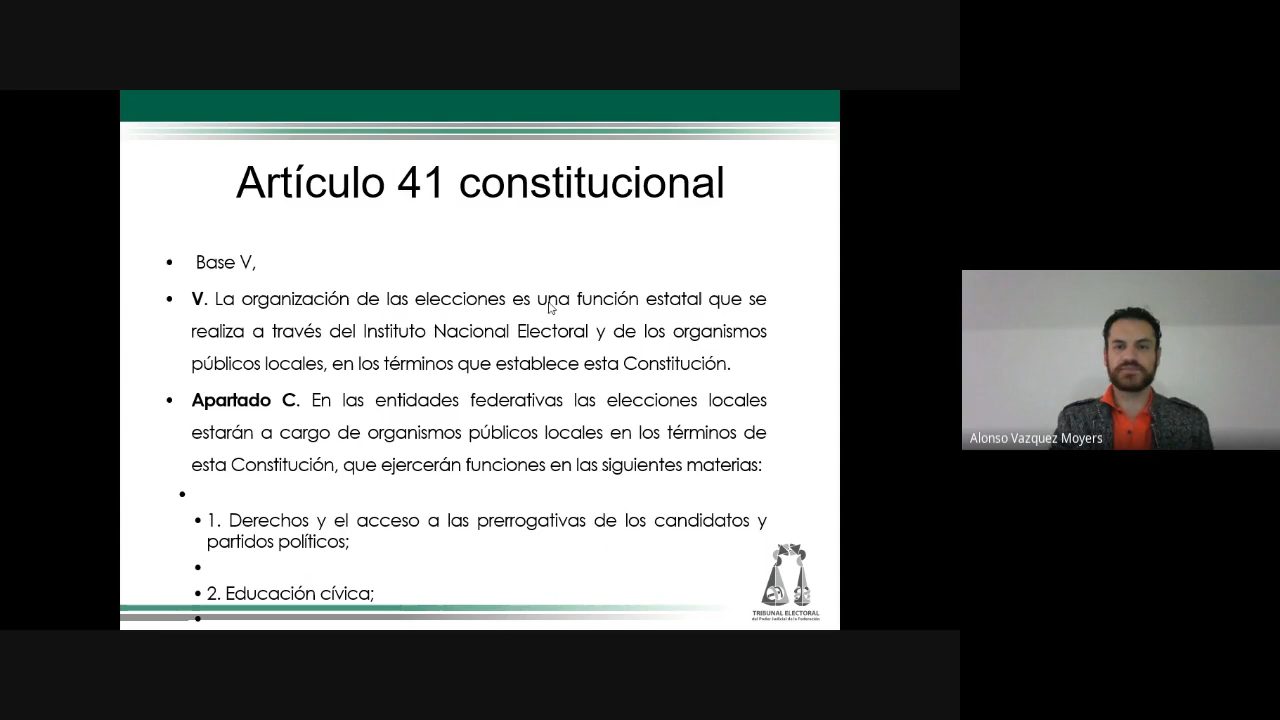 Artículo 41 constitucional
• Base V,
• V. La organización de las elecciones es una función estatal que se
realiza a través del Instituto Nacional Electoral y de los organismos
públicos locales, en los términos que establece esta Constitución.
• Apartado C. En las entidades federativas las elecciones locales
estarán a cargo de organismos públicos locales en los términos de
esta Constitución, que ejercerán funciones en las siguientes materias:
•
• 1. Derechos y el acceso a las prerrogativas de los candidatos y
partidos políticos;
•
• 2. Educación cívica;
•
TRIBUNAL ELECTORAL
del Poder Judicial de la Federación
Alonso Vazquez Moyers